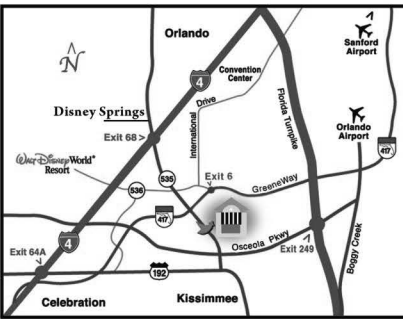 Orlando
Sanford
Airport
N
Convention
Center
4
Drive
Disney Springs
International
Florida Turnpike
Orlando
Airport
Exit 68 >
417
WALT DISNEY World®
Resort
535
Exit 6
536
GreeneWay
417
Osceola Pkwy
Exit 249
Exit 64A
4
192
Boggy Creek
Celebration
Kissimmee